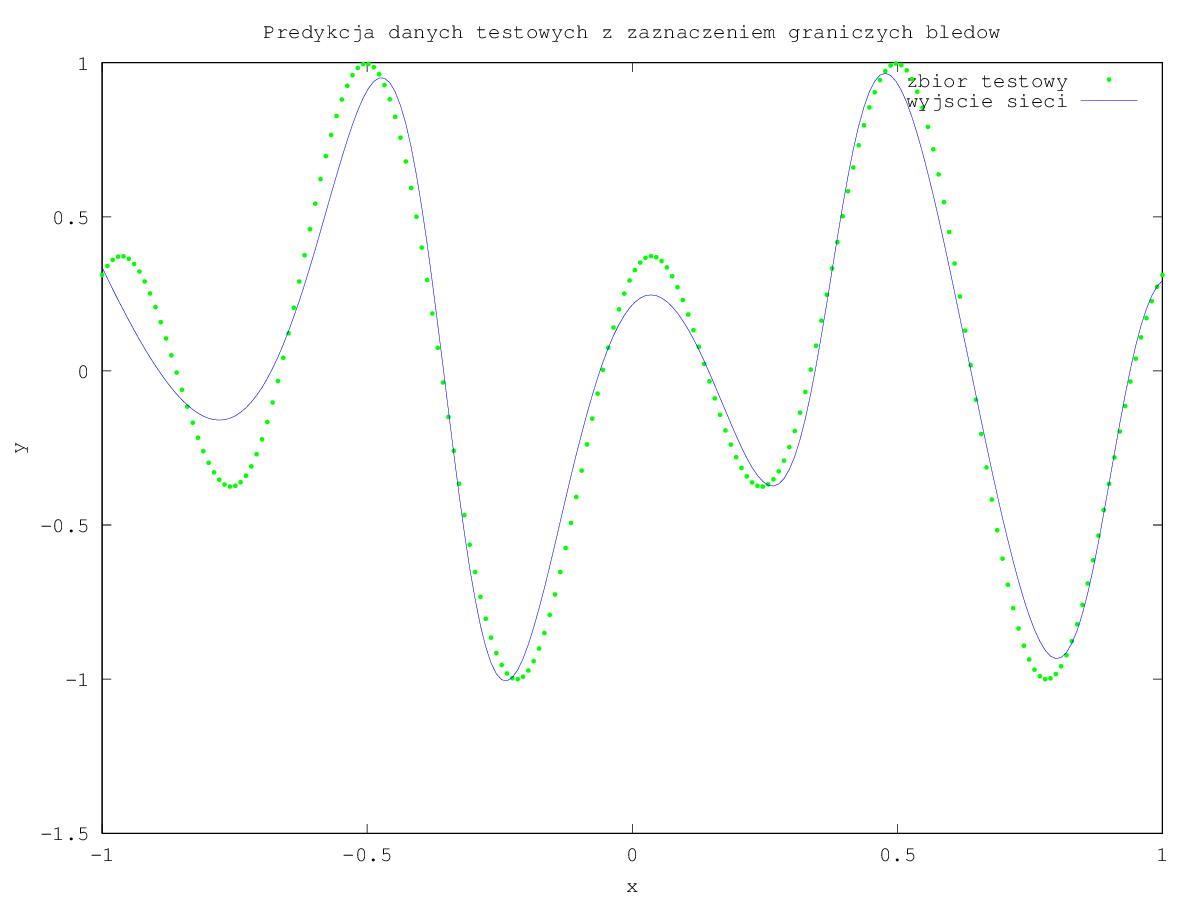 Predykcja danych testowych z zaznaczeniem graniczych bledow
zbior testowy
wyjscie sieci
1
0.5
0
-0.5
-1
-1.5
y
-1
-0.5
0
0.5
1
x